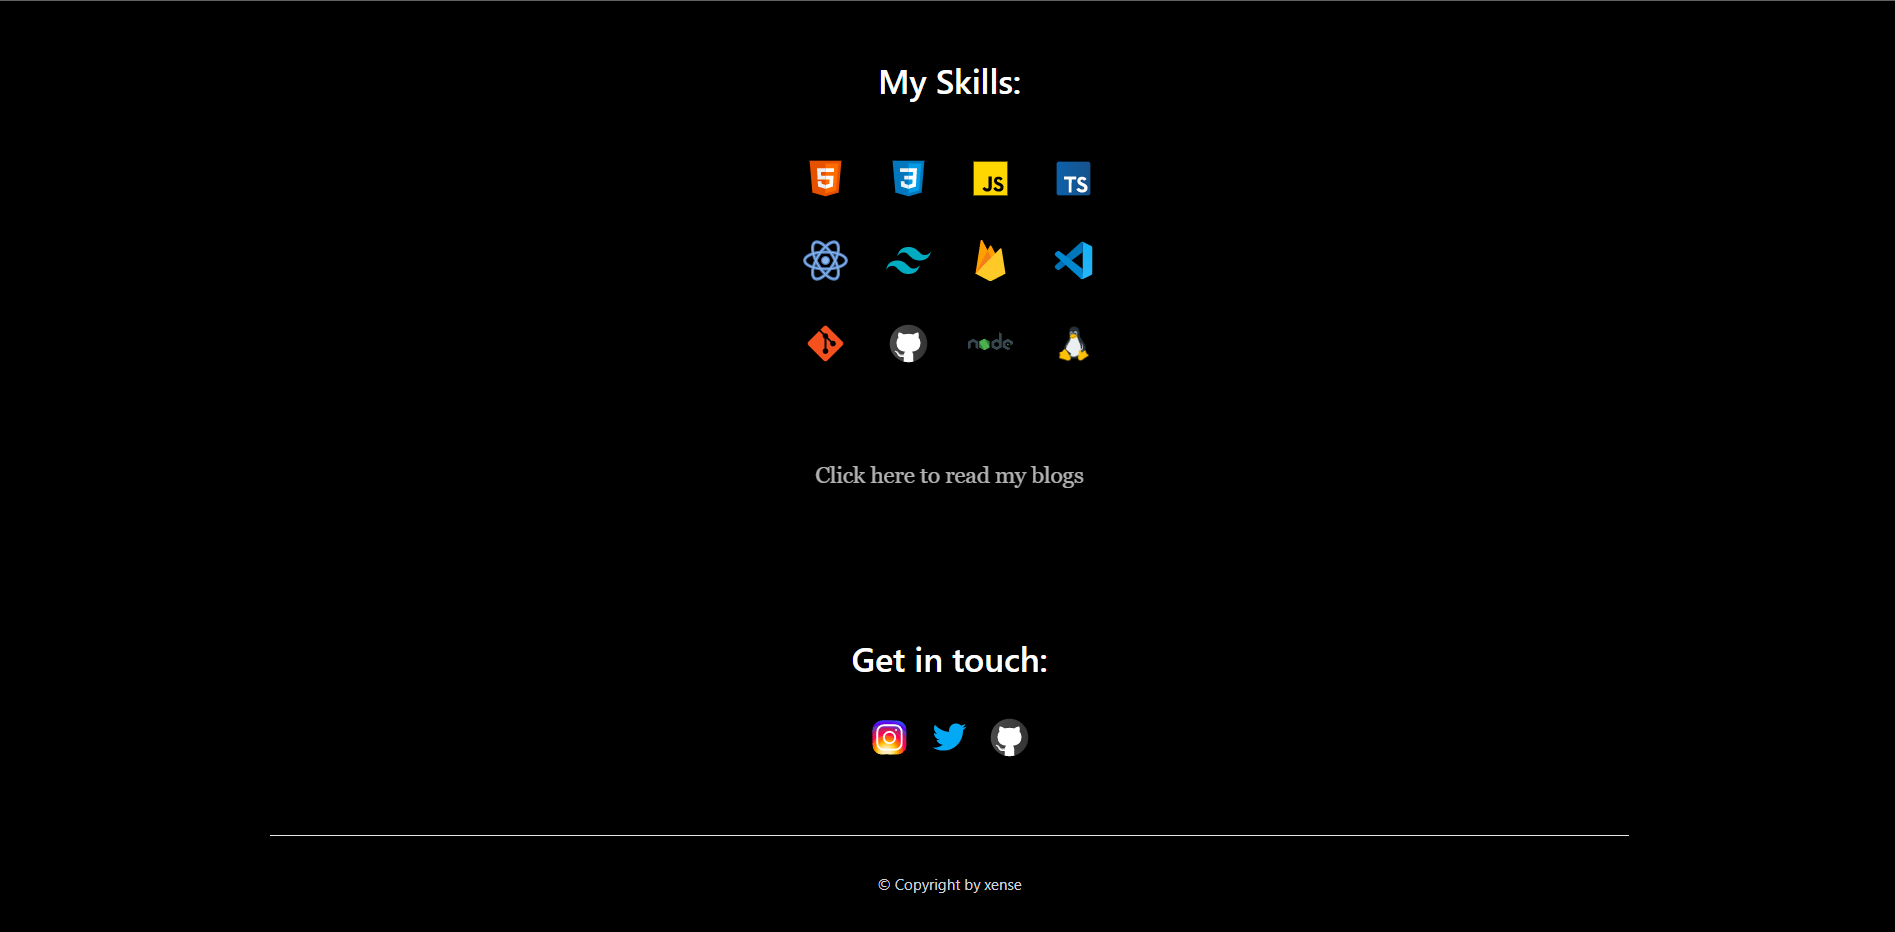 My Skills:
5 3 JS TS
node
Click here to read my blogs
Get in touch:
© Copyright by xense